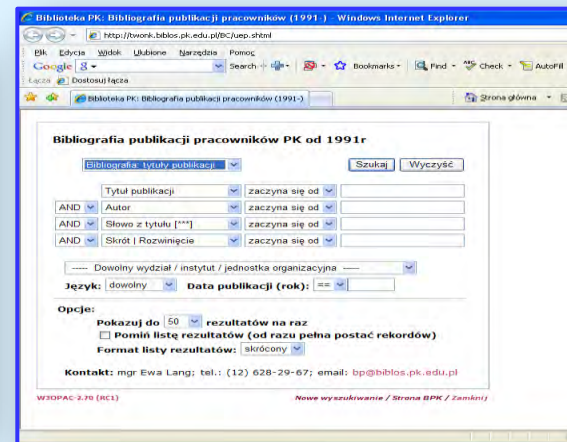 Biblioteka PK: Bibliografia publikacji pracowników (1991-) - Windows Internet Explorer
http://twonk.biblos.pk.edu.pl/BC/uep.shtml
Plik Edycja Widok Ulubione Narzędzia Pomoc
Google Search Bookmarks Find Check AutoFill
Łącza Dostosuj łącza
Biblioteka PK: Bibliografia publikacji pracowników (1991-) Strona główna
Bibliografia publikacji pracowników PK od 1991r
Bibliografia: tytuły publikacji Szukaj Wyczyść
Tytuł publikacji zaczyna się od
AND Autor zaczyna się od
AND Słowo z tytułu [***] zaczyna się od
AND Skrót | Rozwinięcie zaczyna się od
----- Dowolny wydział / instytut / jednostka organizacyjna -----
Język: dowolny Data publikacji (rok): ==
Opcje:
Pokazuj do 50 rezultatów na raz
Pomiń listę rezultatów (od razu pełna postać rekordów)
Format listy rezultatów: skrócony
Kontakt: mgr Ewa Lang; tel.: (12) 628-29-67; email: bp@biblos.pk.edu.pl
W3OPAC-2.70 (RC1) Nowe wyszukiwanie / Strona BPK / Zamknij